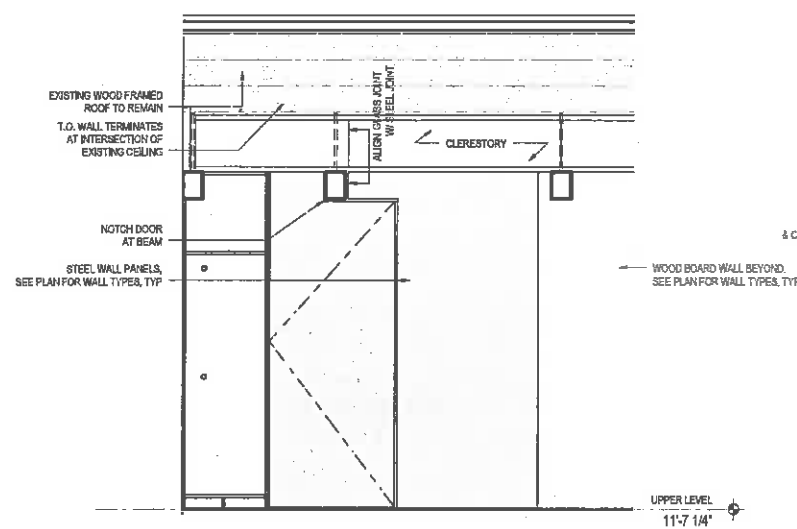 EXISTING WOOD FRAMED
ROOF TO REMAIN
T.O. WALL TERMINATES
AT INTERSECTION OF
EXISTING CEILING
ALIGN GLASS JOINT
W/ STEEL JOINT
CLERESTORY
NOTCH DOOR
AT BEAM
STEEL WALL PANELS,
SEE PLAN FOR WALL TYPES, TYP
& C
WOOD BOARD WALL BEYOND.
SEE PLAN FOR WALL TYPES, TYP
UPPER LEVEL
11'-7 1/4"